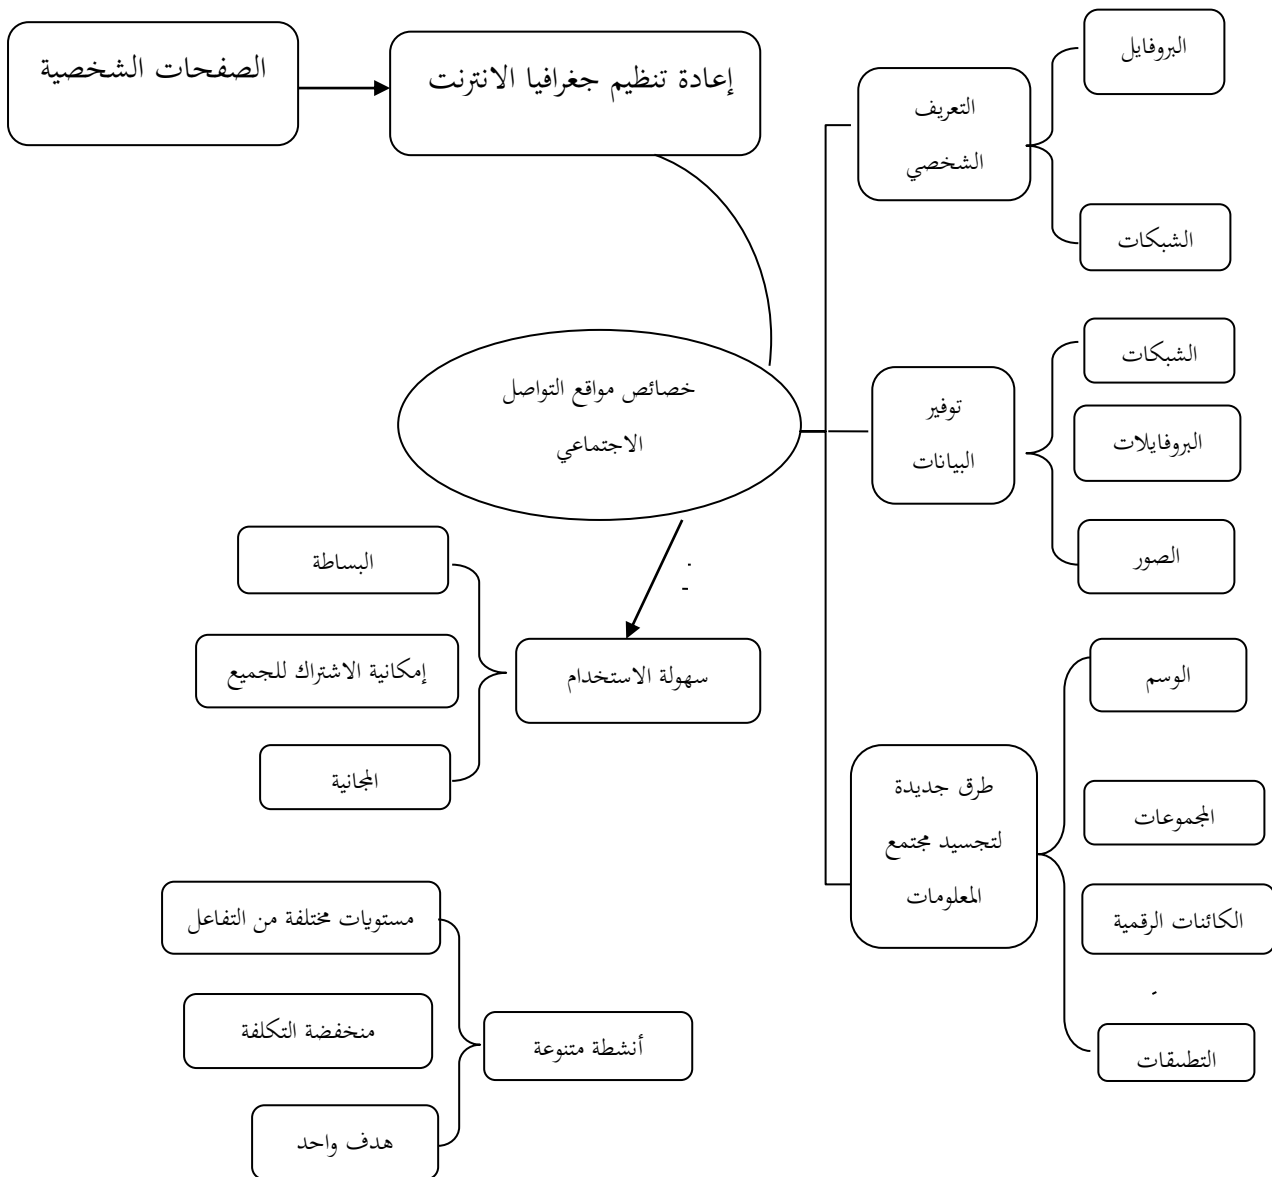 الصفحات الشخصية
إعادة تنظيم جغرافيا الانترنت
البروفايل
التعريف
الشخصي
الشبكات
خصائص مواقع التواصل
الاجتماعي
توفير
البيانات
الشبكات
البروفايلات
الصور
سهولة الاستخدام
البساطة
إمكانية الاشتراك للجميع
المجانية
طرق جديدة
لتجسيد مجتمع
المعلومات
الوسم
المجموعات
الكائنات الرقمية
التطبيقات
أنشطة متنوعة
مستويات مختلفة من التفاعل
منخفضة التكلفة
هدف واحد